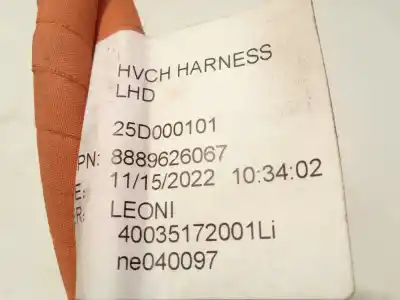 HVCH HARNESS
LHD
25D000101
PN: 8889626067
E: 11/15/2022 10:34:02
R: LEONI
40035172001Li
ne040097